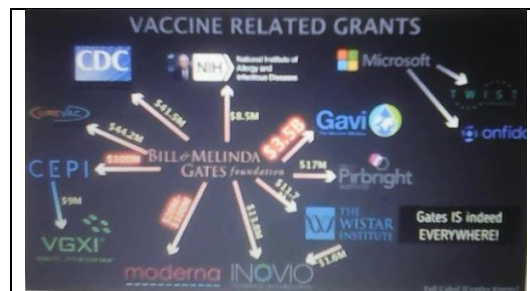 VACCINE RELATED GRANTS
CDC
NIH
National Institute of
Allergy and
Infectious Diseases
Microsoft
TWIST
CUREVAC
$41.5M
$8.5M
$3.5B
Gavi
onfido
$44.2M
CEPI
$100M
BILL & MELINDA
GATES foundation
$17M
Pirbright
$9M
$11.7
THE
WISTAR
INSTITUTE
Gates IS indeed
EVERYWHERE!
VGXI
$1.6M
moderna
INOVIO